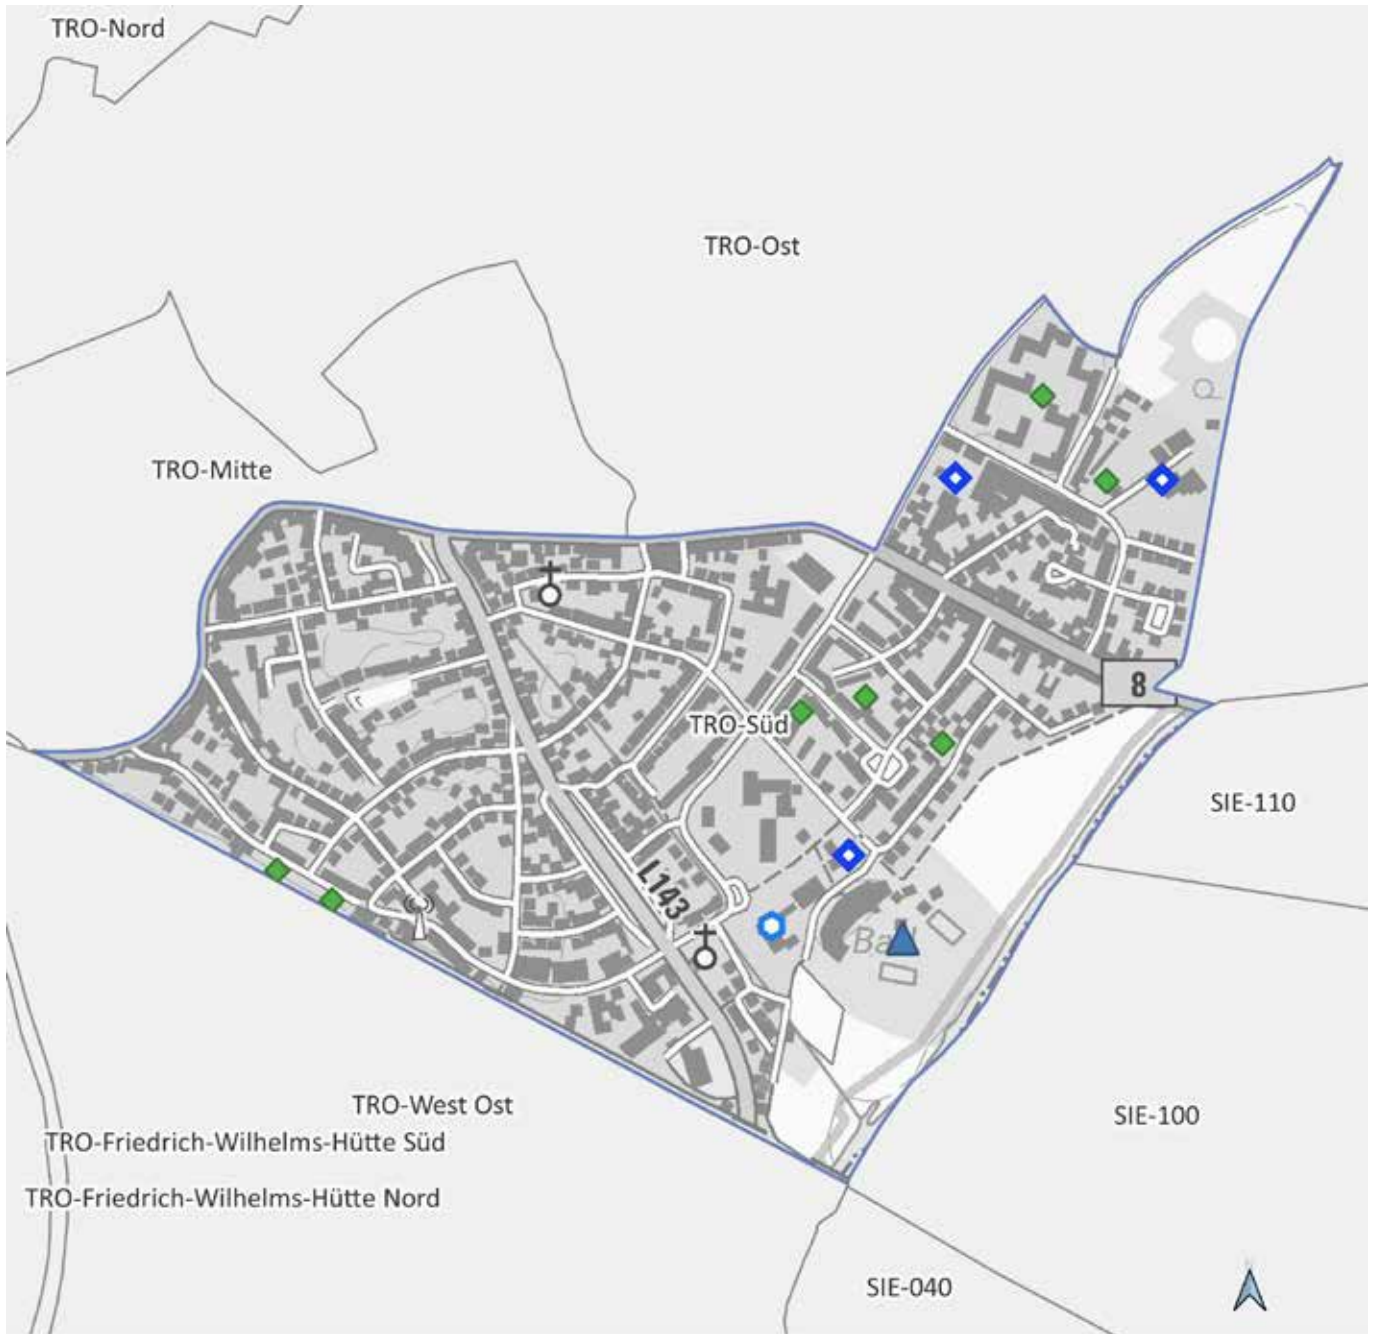 TRO-Nord
TRO-Ost
TRO-Mitte
8
TRO-Süd
SIE-110
L143
TRO-West Ost
SIE-100
TRO-Friedrich-Wilhelms-Hütte Süd
TRO-Friedrich-Wilhelms-Hütte Nord
SIE-040